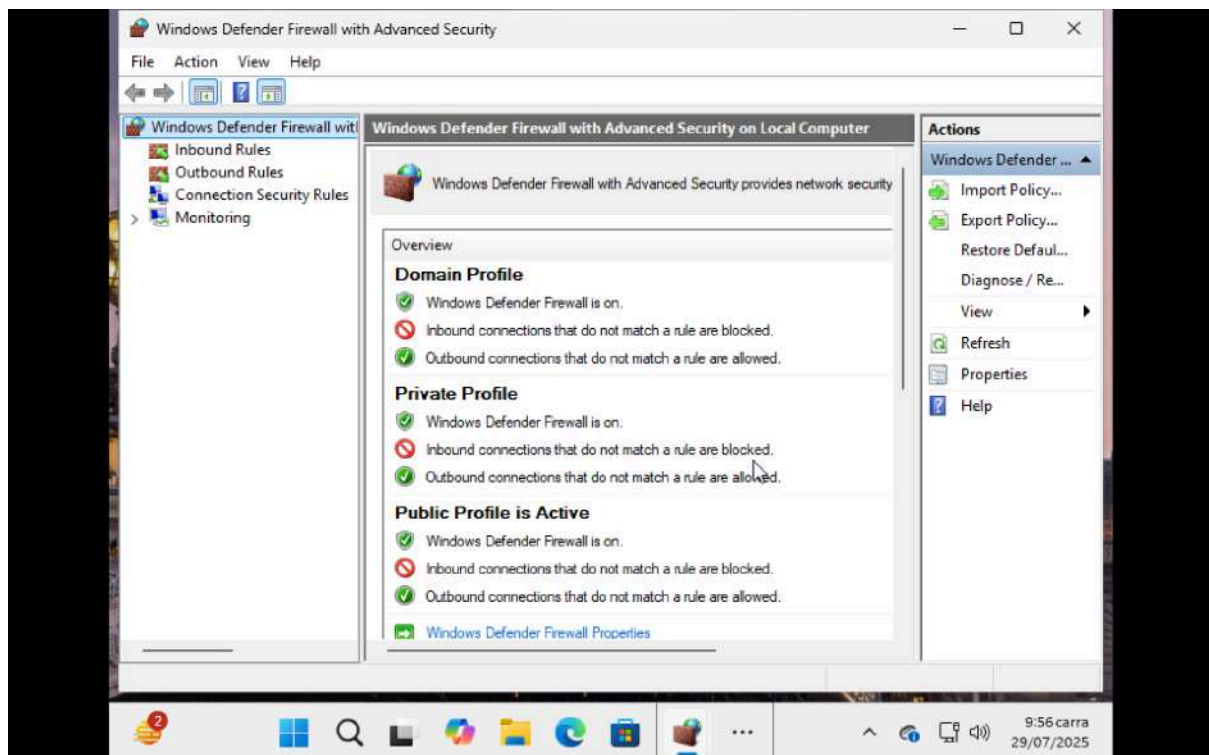 Windows Defender Firewall with Advanced Security
File Action View Help
Windows Defender Firewall wit
Inbound Rules
Outbound Rules
Connection Security Rules
Monitoring
Windows Defender Firewall with Advanced Security on Local Computer
Windows Defender Firewall with Advanced Security provides network security
Overview
Domain Profile
Windows Defender Firewall is on.
Inbound connections that do not match a rule are blocked.
Outbound connections that do not match a rule are allowed.
Private Profile
Windows Defender Firewall is on.
Inbound connections that do not match a rule are blocked.
Outbound connections that do not match a rule are allowed.
Public Profile is Active
Windows Defender Firewall is on.
Inbound connections that do not match a rule are blocked.
Outbound connections that do not match a rule are allowed.
Windows Defender Firewall Properties
Actions
Windows Defender ...
Import Policy...
Export Policy...
Restore Defaul...
Diagnose / Re...
View
Refresh
Properties
Help
2
9:56 carra
29/07/2025